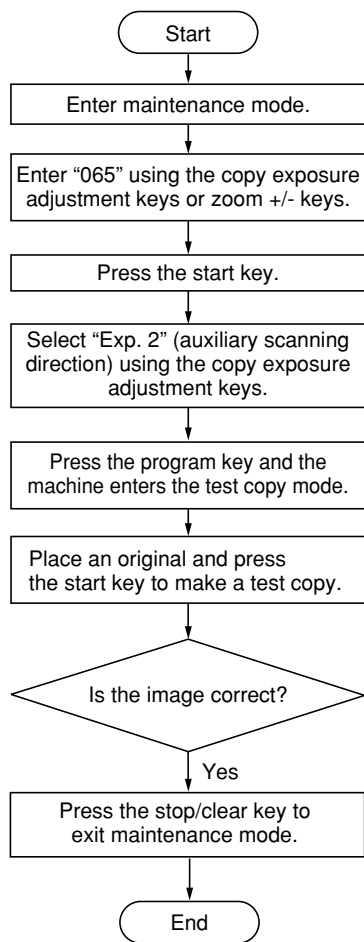 Start
Enter maintenance mode.
Enter “065” using the copy exposure
adjustment keys or zoom +/- keys.
Press the start key.
Select “Exp. 2” (auxiliary scanning
direction) using the copy exposure
adjustment keys.
Press the program key and the
machine enters the test copy mode.
Place an original and press
the start key to make a test copy.
Is the image correct?
Yes
Press the stop/clear key to
exit maintenance mode.
End